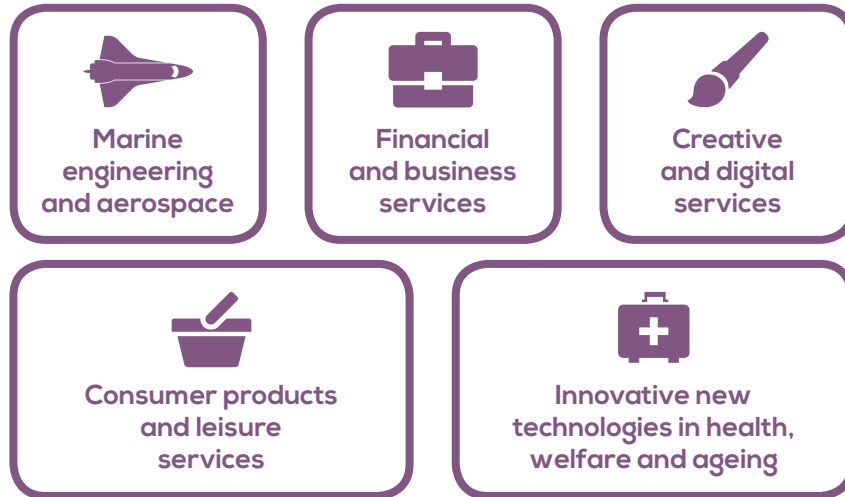 Marine
engineering
and aerospace
Financial
and business
services
Creative
and digital
services
Consumer products
and leisure
services
Innovative new
technologies in health,
welfare and ageing